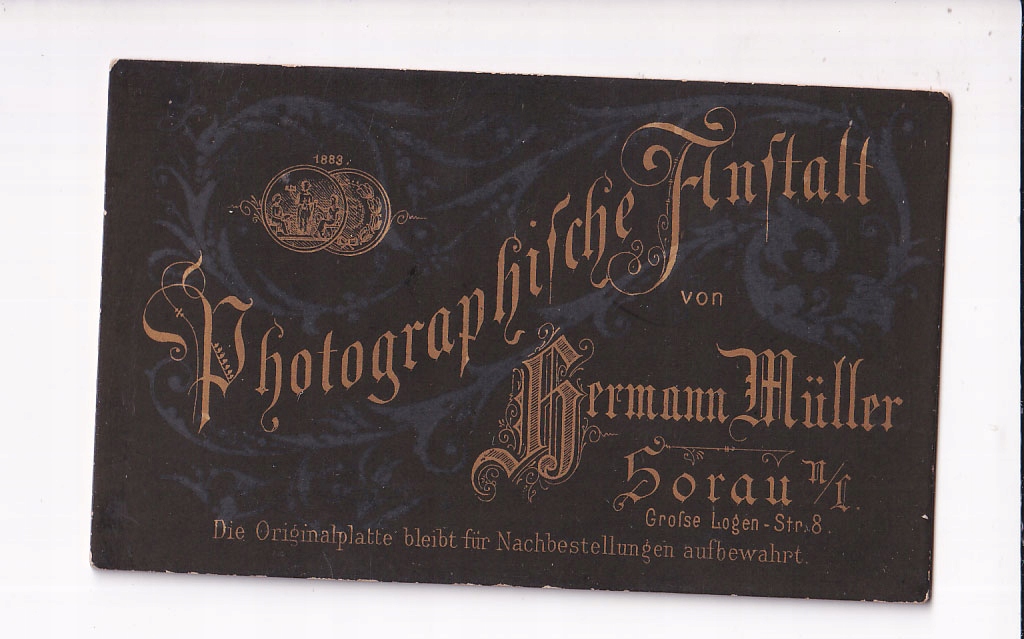 1883.
Photographiſche Anſtalt
von
Hermann Müller
Sorau n/L.
Groſse Logen-Str. 8.
Die Originalplatte bleibt für Nachbestellungen aufbewahrt.